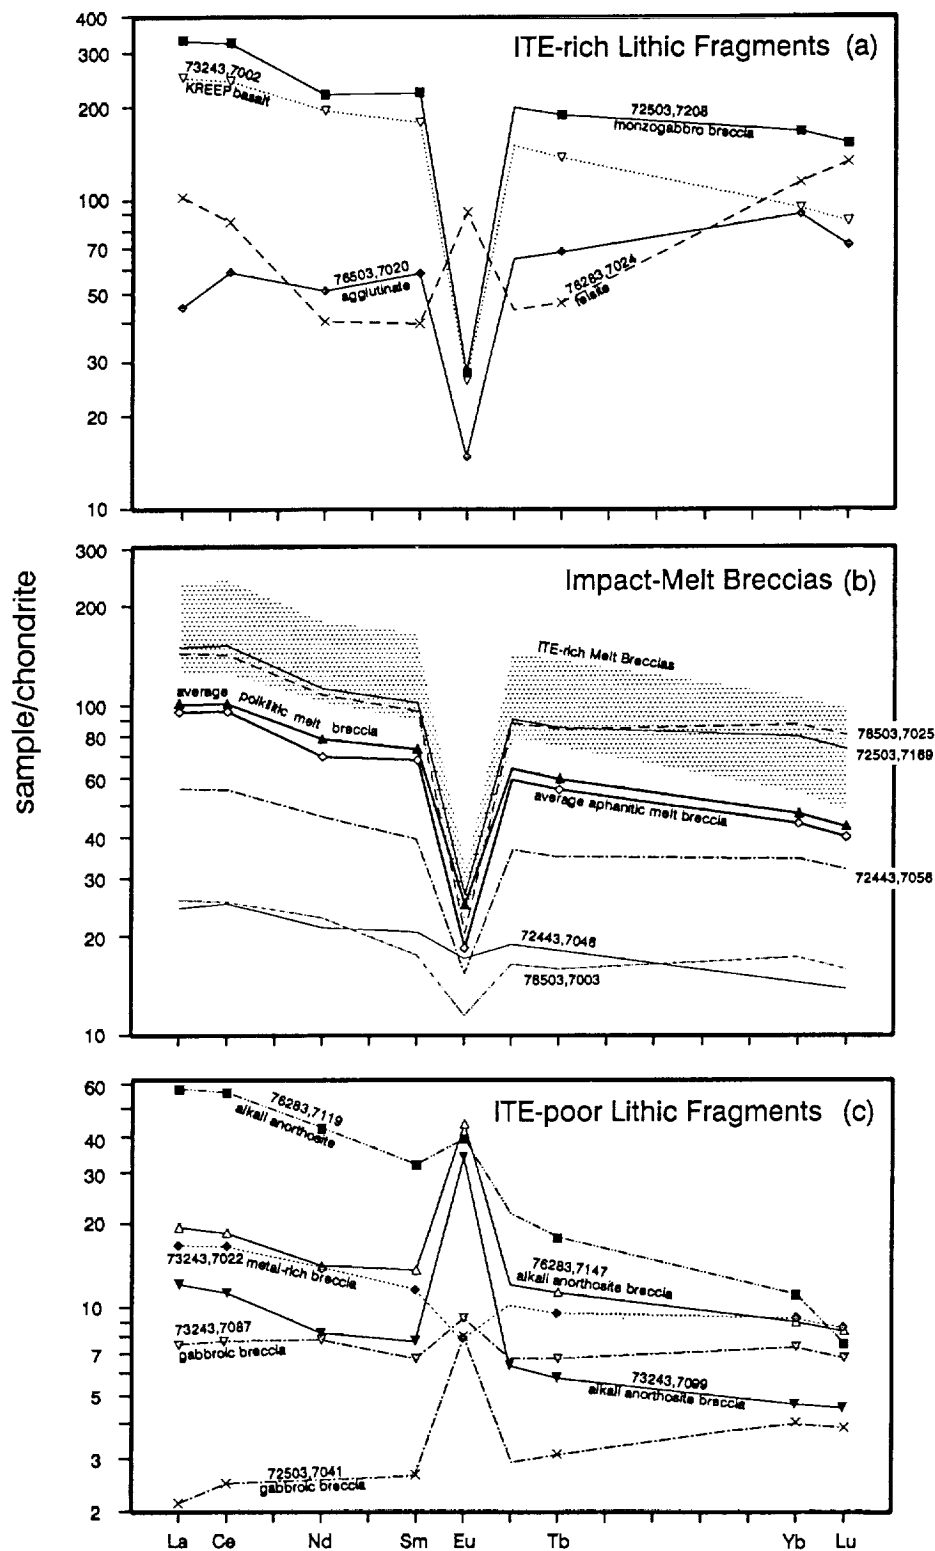 sample/chondrite
ITE-rich Lithic Fragments (a)
400
300
200
100
70
50
30
20
10
73243,7002
KREEP basalt
72503,7208
monzogabbro breccia
76503,7020
agglutinate
76283,7024
felsite
Impact-Melt Breccias (b)
300
200
100
80
60
40
30
20
10
ITE-rich Melt Breccias
average poikilitic melt breccia
76503,7025
72503,7169
average aphanitic melt breccia
72443,7056
72443,7046
76503,7003
ITE-poor Lithic Fragments (c)
60
40
30
20
10
7
5
3
2
76283,7119
alkali anorthosite
73243,7022 metal-rich breccia
76283,7147
alkali anorthosite breccia
73243,7087
gabbroic breccia
73243,7099
alkali anorthosite breccia
72503,7041
gabbroic breccia
La Ce Nd Sm Eu Tb Yb Lu